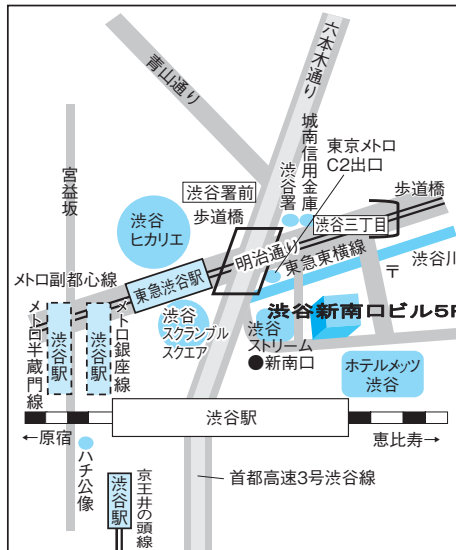 六本木通り
青山通り
城南信用金庫
渋谷署
東京メトロ
C2出口
宮益坂
渋谷署前
歩道橋
歩道橋
渋谷三丁目
渋谷
ヒカリエ
明治通り
東急東横線
渋谷川
〒
メトロ副都心線
東急渋谷駅
渋谷新南口ビル5F
メトロ半蔵門線
渋谷駅
渋谷駅
メトロ銀座線
渋谷
スクランブル
スクエア
渋谷
ストリーム
●新南口
ホテルメッツ
渋谷
渋谷駅
←原宿
恵比寿→
ハチ公像
渋谷駅
京王井の頭線
首都高速3号渋谷線